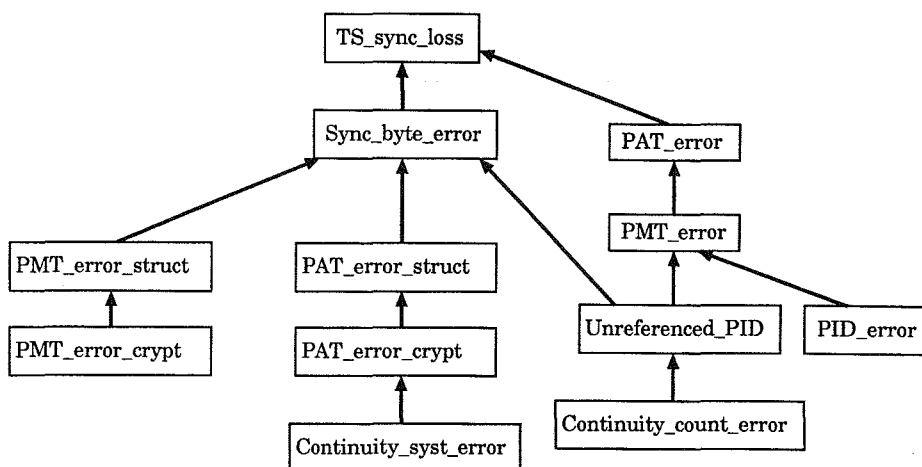 TS_sync_loss
Sync_byte_error
PAT_error
PMT_error
PMT_error_struct
PAT_error_struct
Unreferenced_PID
PID_error
PMT_error_crypt
PAT_error_crypt
Continuity_count_error
Continuity_syst_error